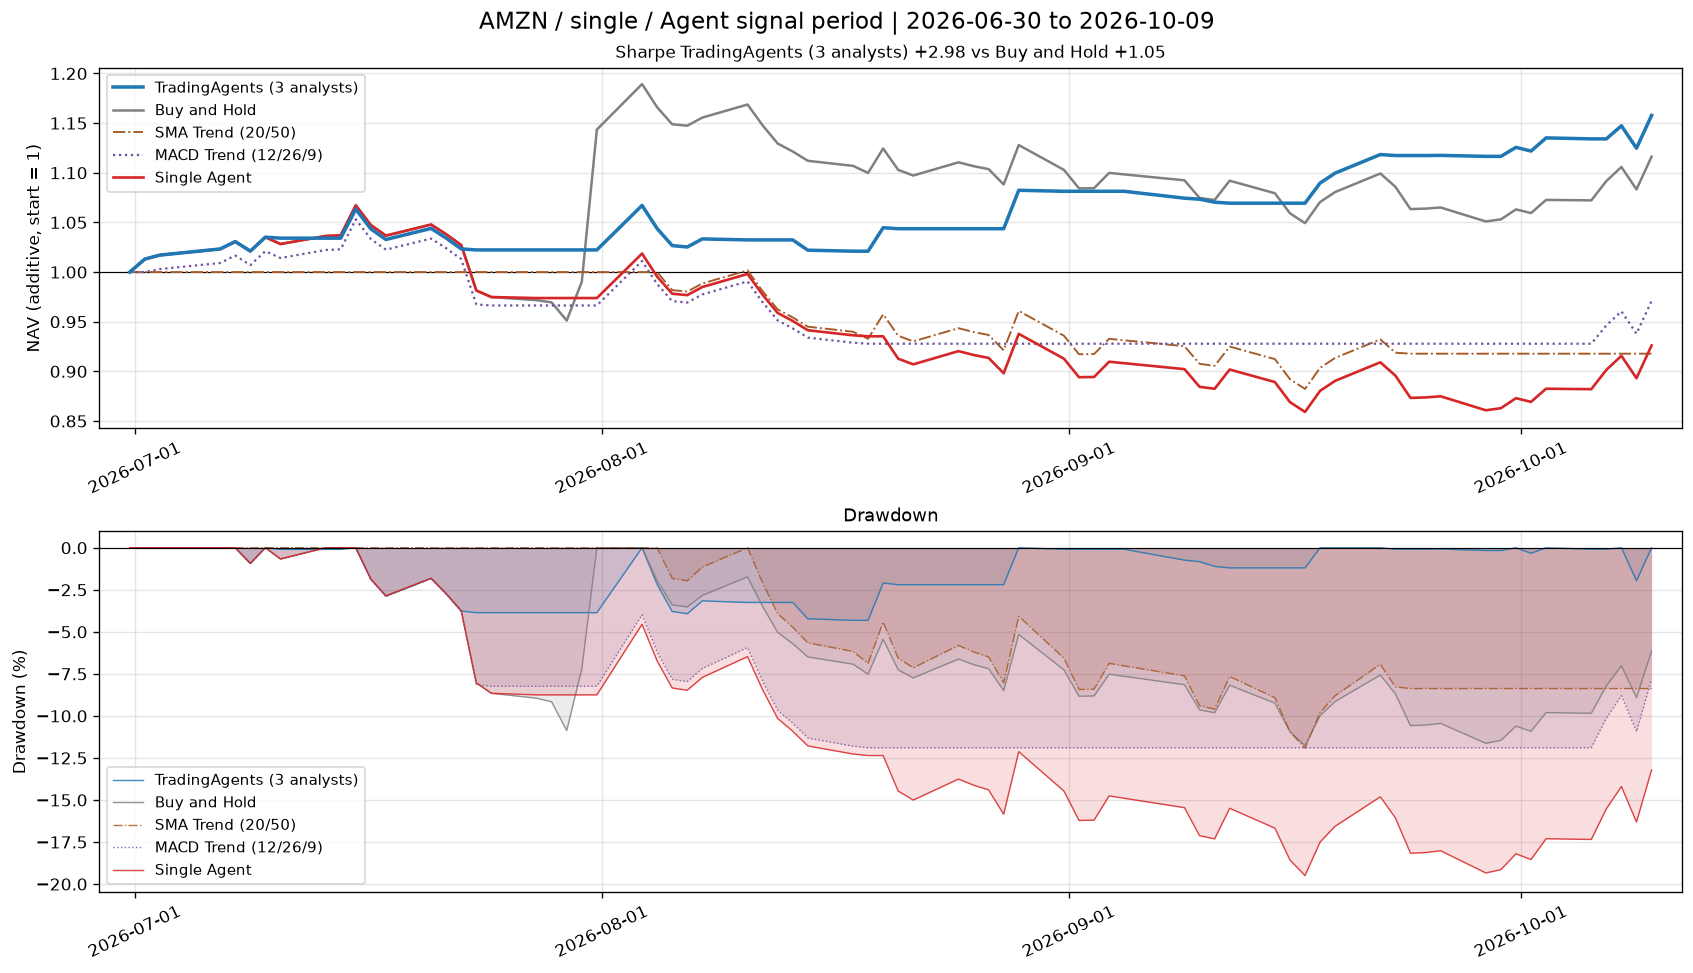 AMZN / single / Agent signal period | 2026-06-30 to 2026-10-09
Sharpe TradingAgents (3 analysts) +2.98 vs Buy and Hold +1.05
NAV (additive, start = 1)
1.20
1.15
1.10
1.05
1.00
0.95
0.90
0.85
TradingAgents (3 analysts)
Buy and Hold
SMA Trend (20/50)
MACD Trend (12/26/9)
Single Agent
2026-07-01
2026-08-01
2026-09-01
2026-10-01
Drawdown
Drawdown (%)
0.0
−2.5
−5.0
−7.5
−10.0
−12.5
−15.0
−17.5
−20.0
TradingAgents (3 analysts)
Buy and Hold
SMA Trend (20/50)
MACD Trend (12/26/9)
Single Agent
2026-07-01
2026-08-01
2026-09-01
2026-10-01